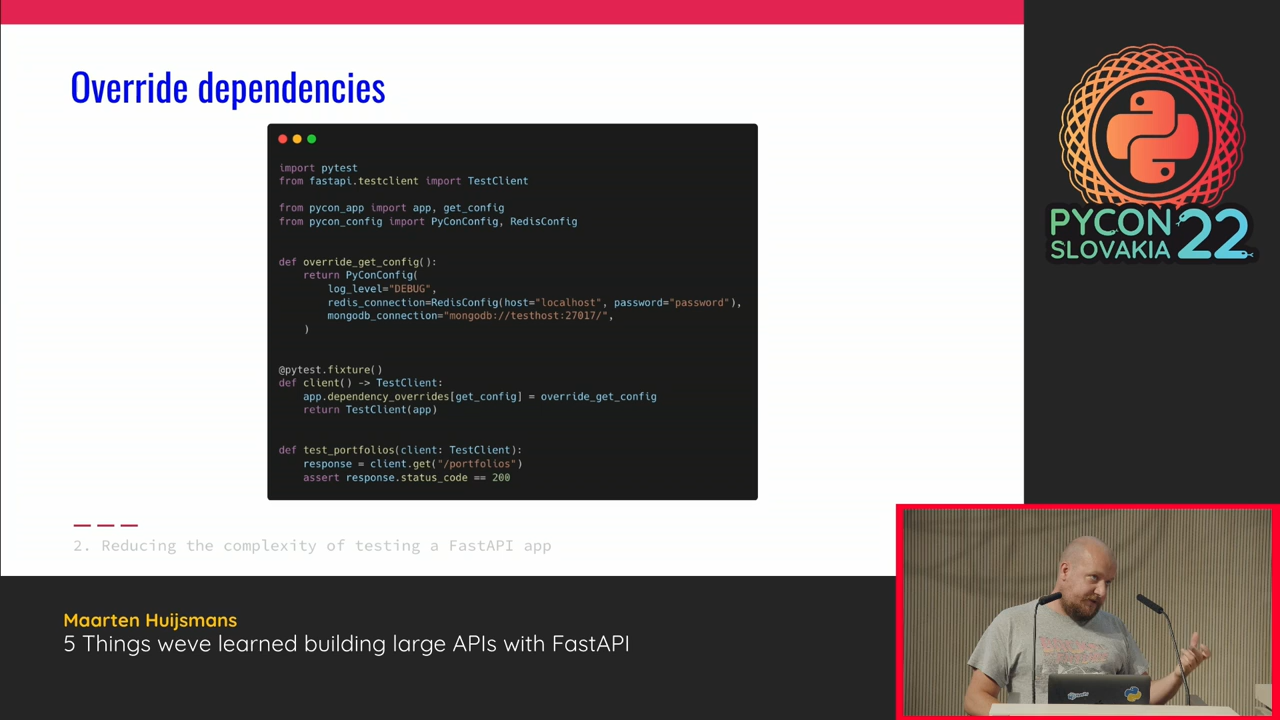 Override dependencies
import pytest
from fastapi.testclient import TestClient
from pycon_app import app, get_config
from pycon_config import PyConConfig, RedisConfig
def override_get_config():
    return PyConConfig(
        log_level="DEBUG",
        redis_connection=RedisConfig(host="localhost", password="password"),
        mongodb_connection="mongodb://testhost:27017/",
    )
@pytest.fixture()
def client() -> TestClient:
    app.dependency_overrides[get_config] = override_get_config
    return TestClient(app)
def test_portfolios(client: TestClient):
    response = client.get("/portfolios")
    assert response.status_code == 200
2. Reducing the complexity of testing a FastAPI app
PYCON
SLOVAKIA 22
Maarten Huijsmans
5 Things weve learned building large APIs with FastAPI